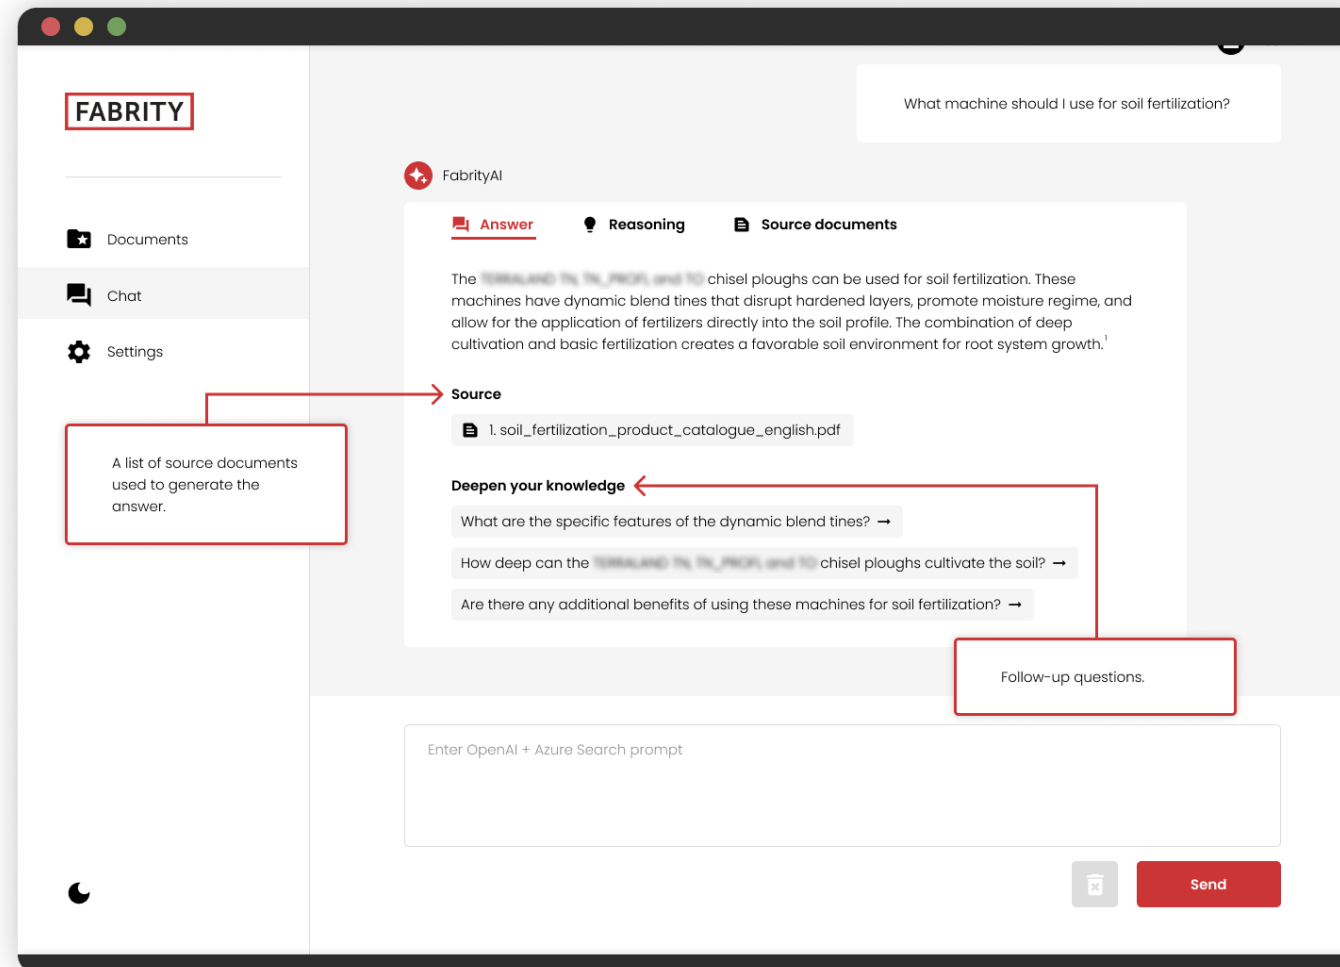 FABRITY
Documents
Chat
Settings
What machine should I use for soil fertilization?
FabrityAI
Answer Reasoning Source documents
The chisel ploughs can be used for soil fertilization. These
machines have dynamic blend tines that disrupt hardened layers, promote moisture regime, and
allow for the application of fertilizers directly into the soil profile. The combination of deep
cultivation and basic fertilization creates a favorable soil environment for root system growth.¹
Source
1. soil_fertilization_product_catalogue_english.pdf
A list of source documents
used to generate the
answer.
Deepen your knowledge
What are the specific features of the dynamic blend tines? →
How deep can the chisel ploughs cultivate the soil? →
Are there any additional benefits of using these machines for soil fertilization? →
Follow-up questions.
Enter OpenAI + Azure Search prompt
Send